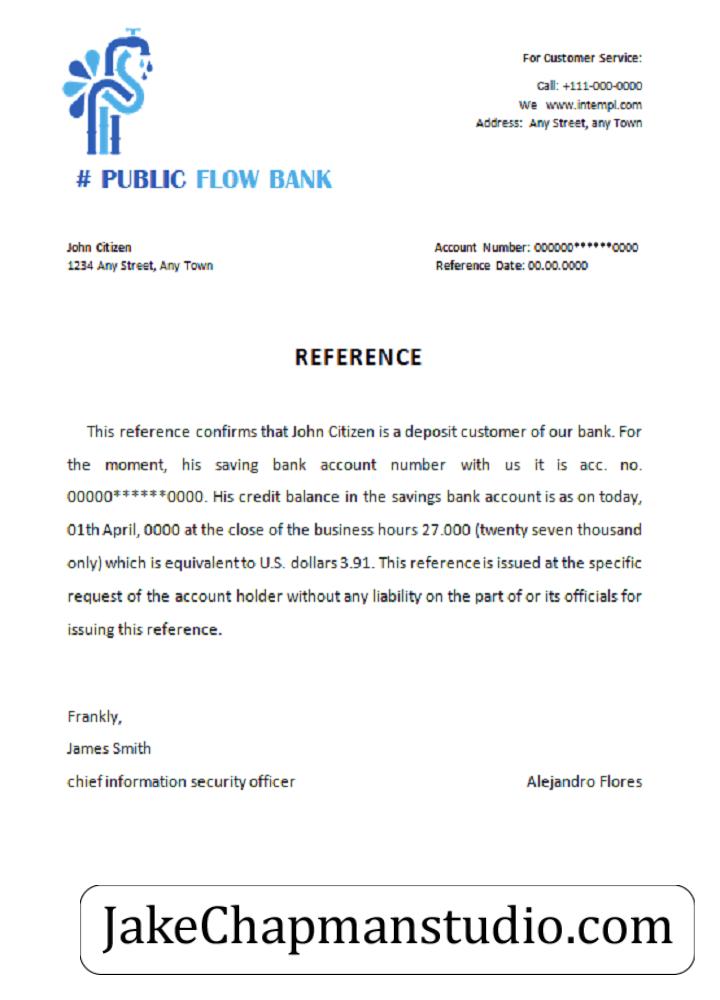 For Customer Service:
Call: +111-000-0000
We www.intempl.com
Address: Any Street, any Town
# PUBLIC FLOW BANK
John Citizen
1234 Any Street, Any Town
Account Number: 000000******0000
Reference Date: 00.00.0000
REFERENCE
This reference confirms that John Citizen is a deposit customer of our bank. For
the moment, his saving bank account number with us it is acc. no.
00000******0000. His credit balance in the savings bank account is as on today,
01th April, 0000 at the close of the business hours 27.000 (twenty seven thousand
only) which is equivalent to U.S. dollars 3.91. This reference is issued at the specific
request of the account holder without any liability on the part of or its officials for
issuing this reference.
Frankly,
James Smith
chief information security officer
Alejandro Flores
JakeChapmanstudio.com